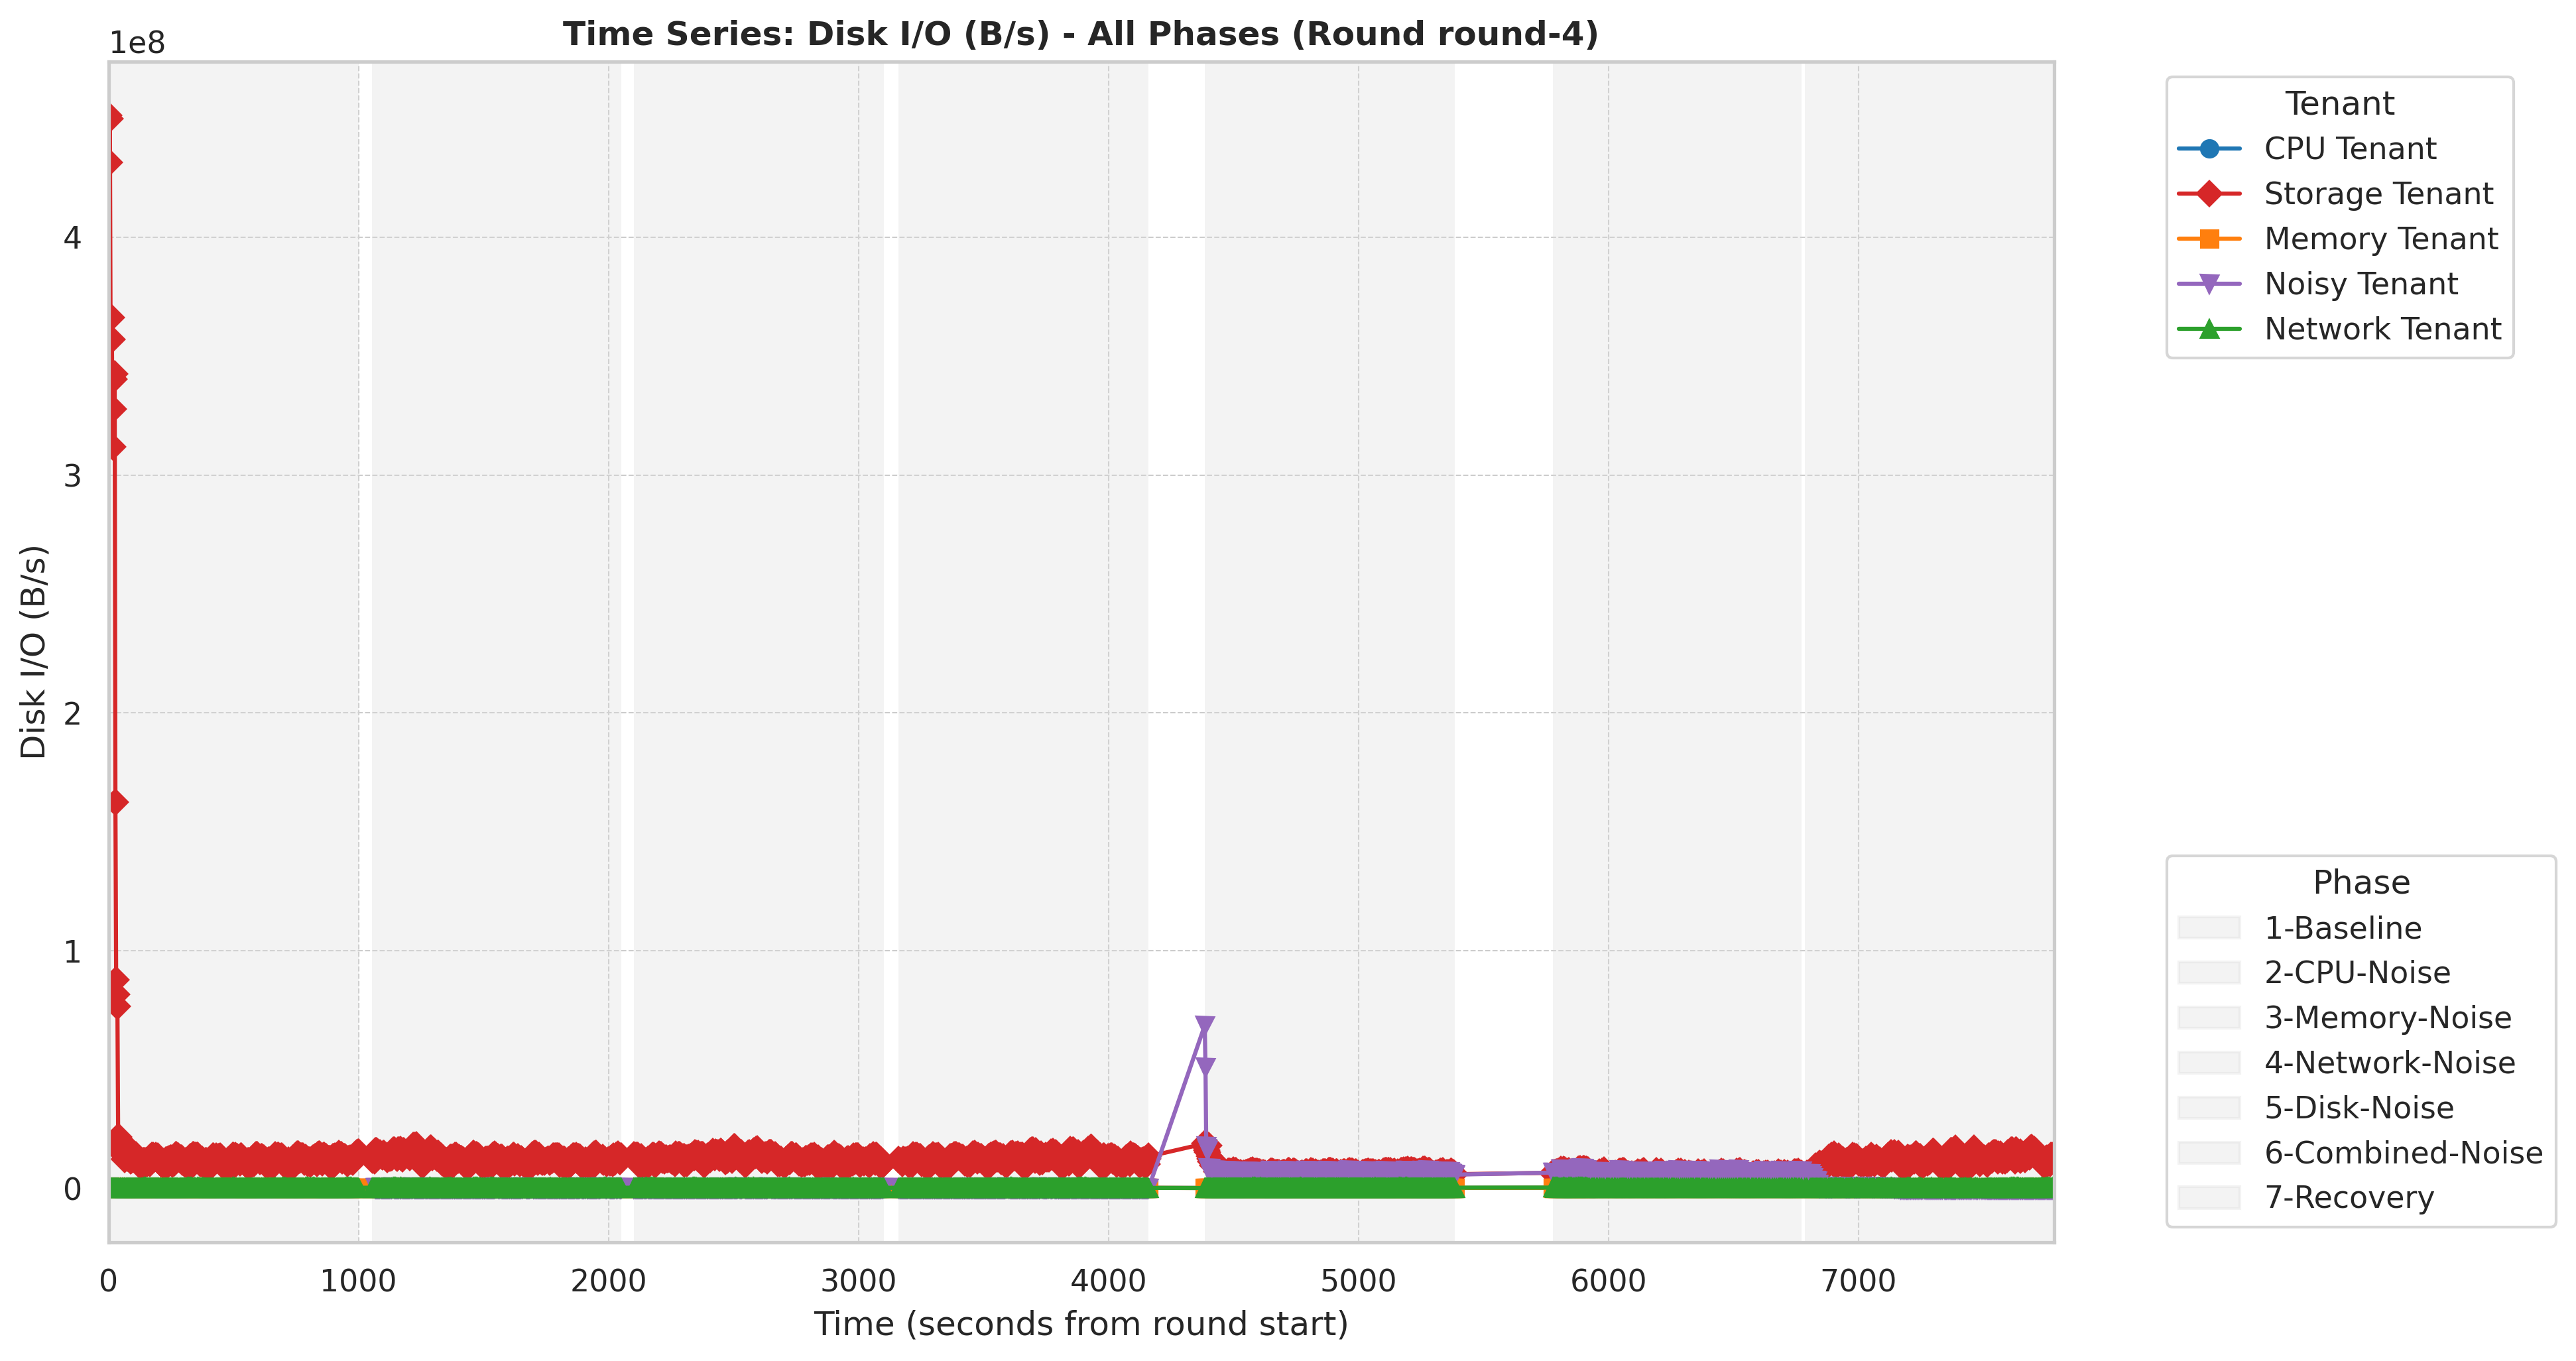 Time Series: Disk I/O (B/s) - All Phases (Round round-4)
1e8
4
3
2
1
0
Disk I/O (B/s)
0 1000 2000 3000 4000 5000 6000 7000
Time (seconds from round start)
Tenant
CPU Tenant
Storage Tenant
Memory Tenant
Noisy Tenant
Network Tenant
Phase
1-Baseline
2-CPU-Noise
3-Memory-Noise
4-Network-Noise
5-Disk-Noise
6-Combined-Noise
7-Recovery